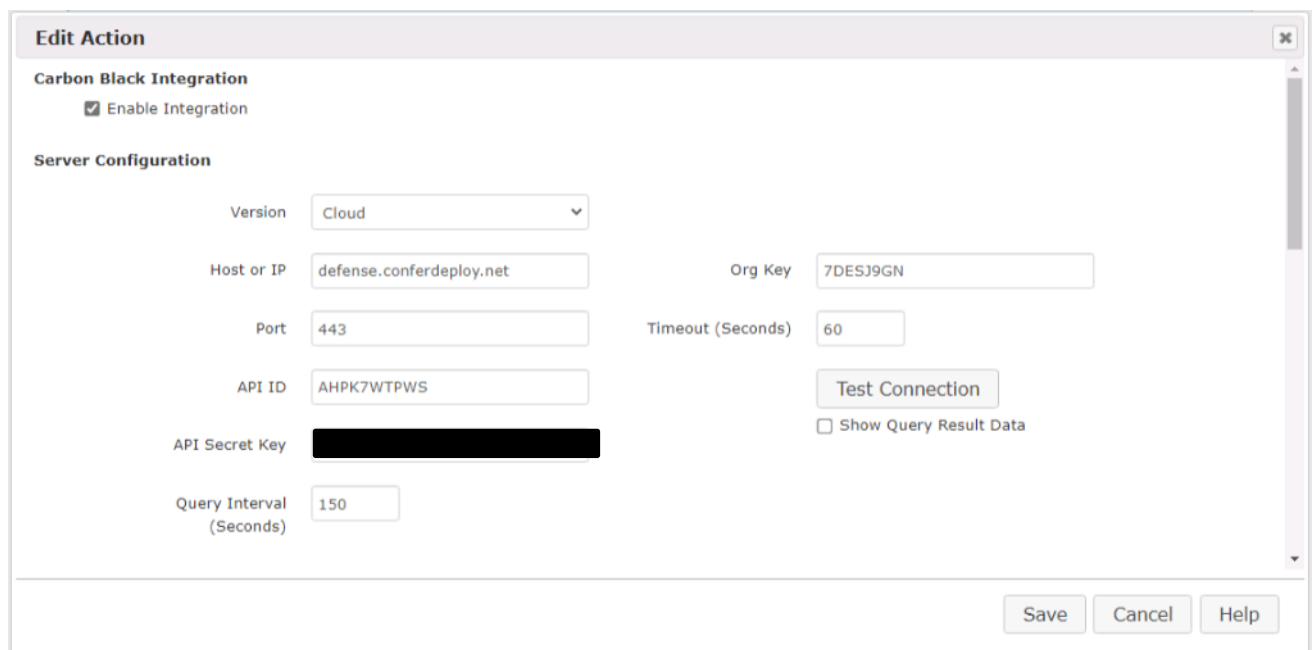 Edit Action
Carbon Black Integration
Enable Integration
Server Configuration
Version Cloud
Host or IP defense.conferdeploy.net Org Key 7DESJ9GN
Port 443 Timeout (Seconds) 60
API ID AHPK7WTPWS Test Connection
Show Query Result Data
API Secret Key
Query Interval 150
(Seconds)
Save Cancel Help